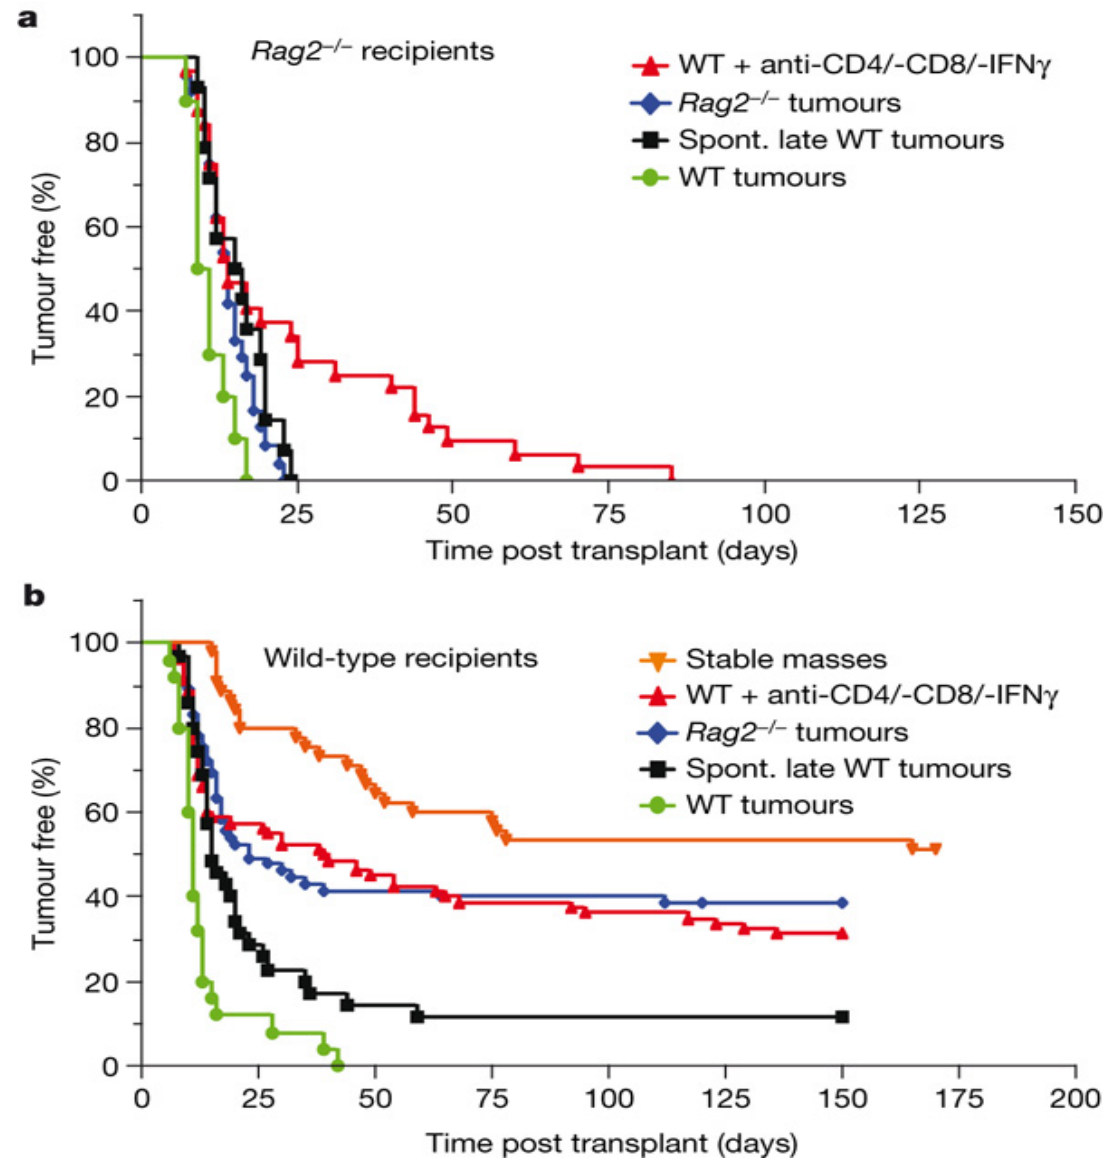 a
Rag2–/– recipients
WT + anti-CD4/-CD8/-IFNγ
Rag2–/– tumours
Spont. late WT tumours
WT tumours
100
80
60
40
20
0
Tumour free (%)
0 25 50 75 100 125 150
Time post transplant (days)
b
Wild-type recipients
Stable masses
WT + anti-CD4/-CD8/-IFNγ
Rag2–/– tumours
Spont. late WT tumours
WT tumours
100
80
60
40
20
0
Tumour free (%)
0 25 50 75 100 125 150 175 200
Time post transplant (days)